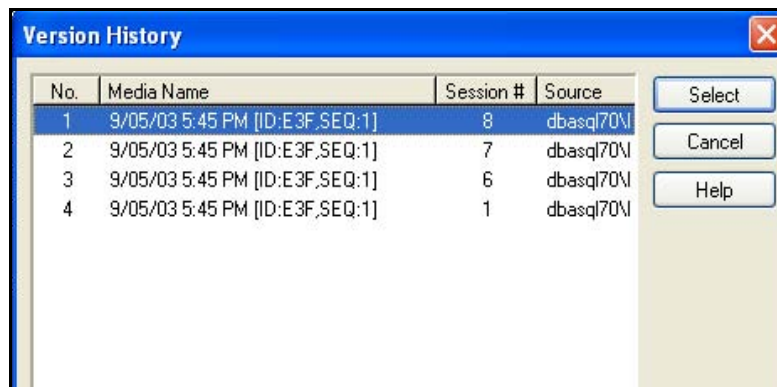 Version History
No. Media Name Session # Source
1 9/05/03 5:45 PM [ID:E3F,SEQ:1] 8 dbasql70\I
2 9/05/03 5:45 PM [ID:E3F,SEQ:1] 7 dbasql70\I
3 9/05/03 5:45 PM [ID:E3F,SEQ:1] 6 dbasql70\I
4 9/05/03 5:45 PM [ID:E3F,SEQ:1] 1 dbasql70\I
Select
Cancel
Help